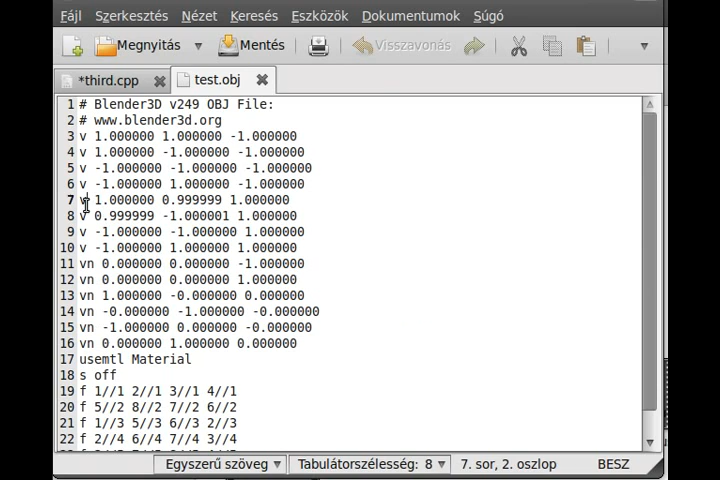 Fájl Szerkesztés Nézet Keresés Eszközök Dokumentumok Súgó
Megnyitás Mentés Visszavonás
*third.cpp test.obj
1 # Blender3D v249 OBJ File:
2 # www.blender3d.org
3 v 1.000000 1.000000 -1.000000
4 v 1.000000 -1.000000 -1.000000
5 v -1.000000 -1.000000 -1.000000
6 v -1.000000 1.000000 -1.000000
7 v 1.000000 0.999999 1.000000
8 v 0.999999 -1.000001 1.000000
9 v -1.000000 -1.000000 1.000000
10 v -1.000000 1.000000 1.000000
11 vn 0.000000 0.000000 -1.000000
12 vn 0.000000 0.000000 1.000000
13 vn 1.000000 -0.000000 0.000000
14 vn -0.000000 -1.000000 -0.000000
15 vn -1.000000 0.000000 -0.000000
16 vn 0.000000 1.000000 0.000000
17 usemtl Material
18 s off
19 f 1//1 2//1 3//1 4//1
20 f 5//2 8//2 7//2 6//2
21 f 1//3 5//3 6//3 2//3
22 f 2//4 6//4 7//4 3//4
Egyszerű szöveg Tabulátorszélesség: 8 7. sor, 2. oszlop BESZ